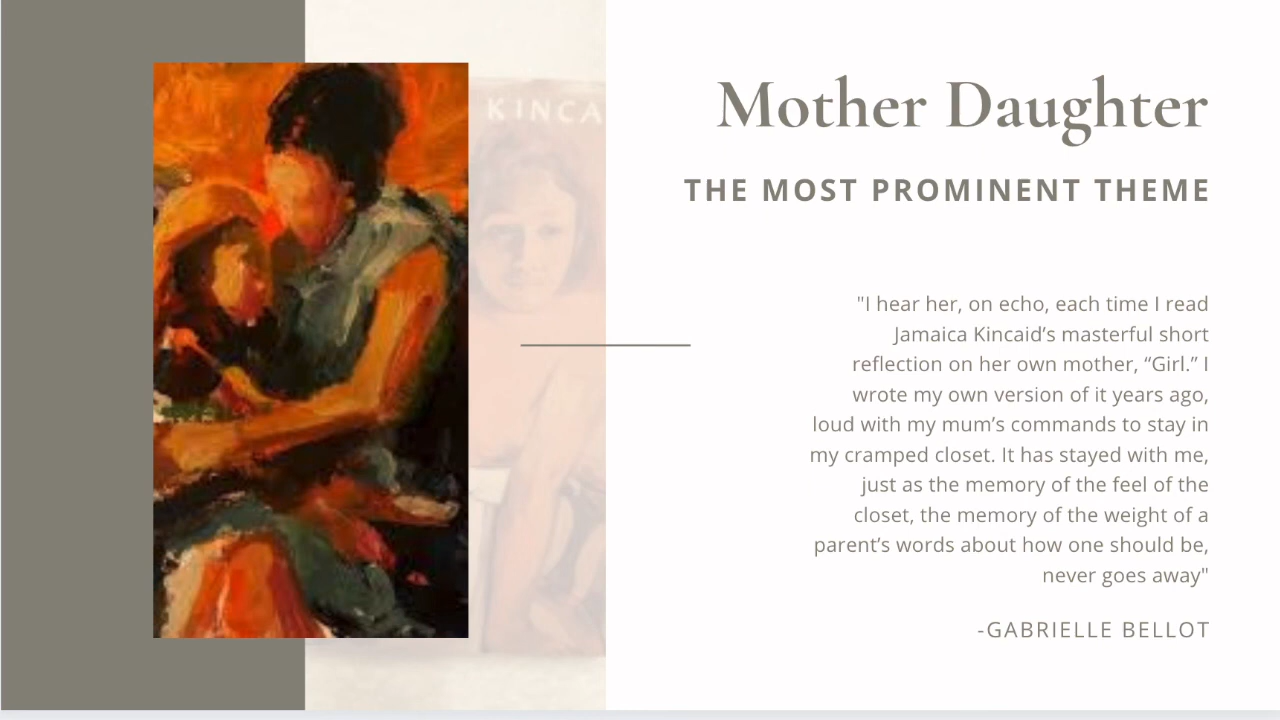 KINCA
Mother Daughter
THE MOST PROMINENT THEME
"I hear her, on echo, each time I read
Jamaica Kincaid’s masterful short
reflection on her own mother, “Girl.” I
wrote my own version of it years ago,
loud with my mum’s commands to stay in
my cramped closet. It has stayed with me,
just as the memory of the feel of the
closet, the memory of the weight of a
parent’s words about how one should be,
never goes away"
-GABRIELLE BELLOT